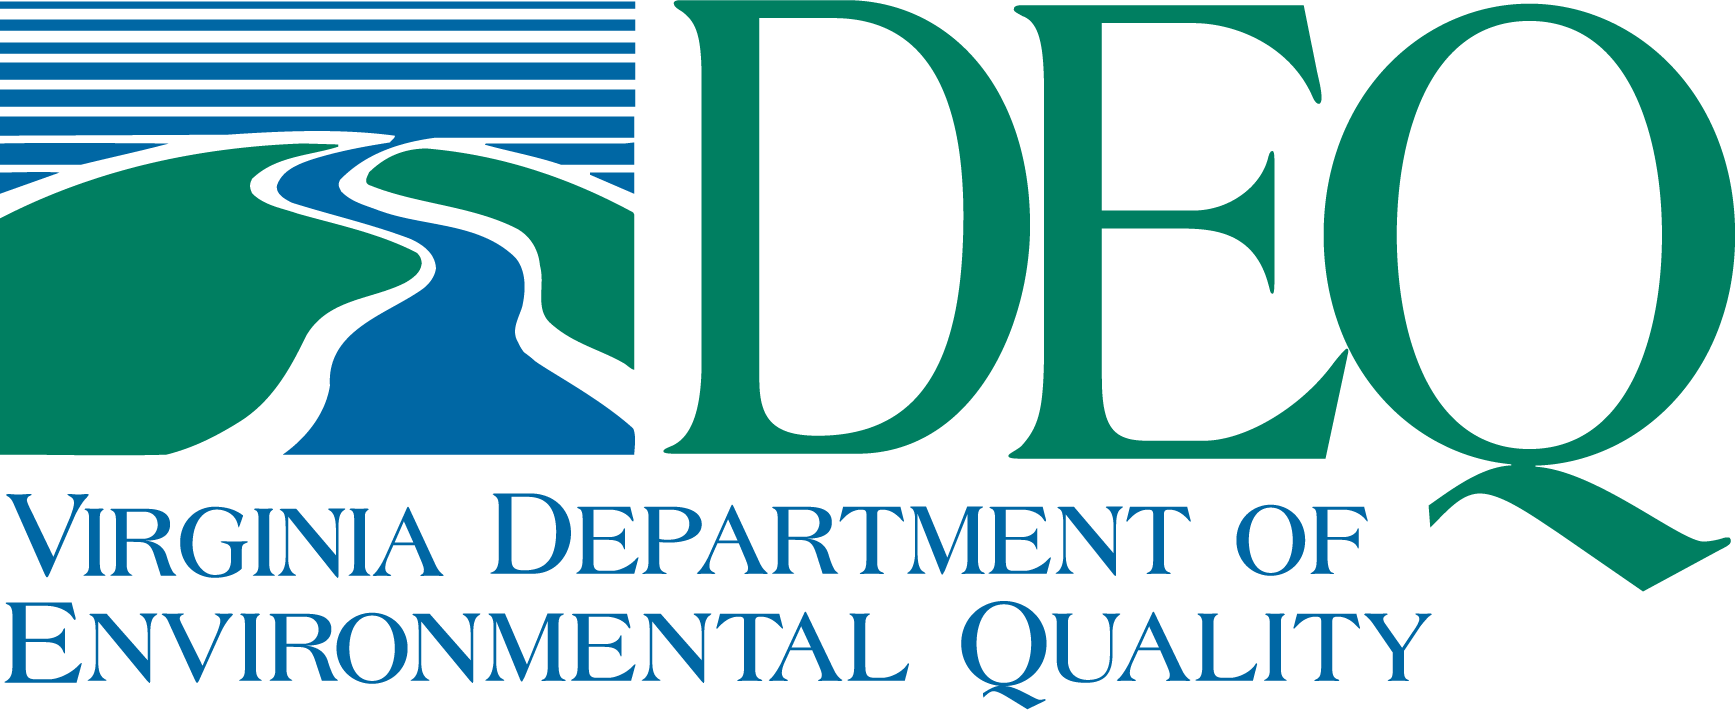 DEQ
VIRGINIA DEPARTMENT OF
ENVIRONMENTAL QUALITY